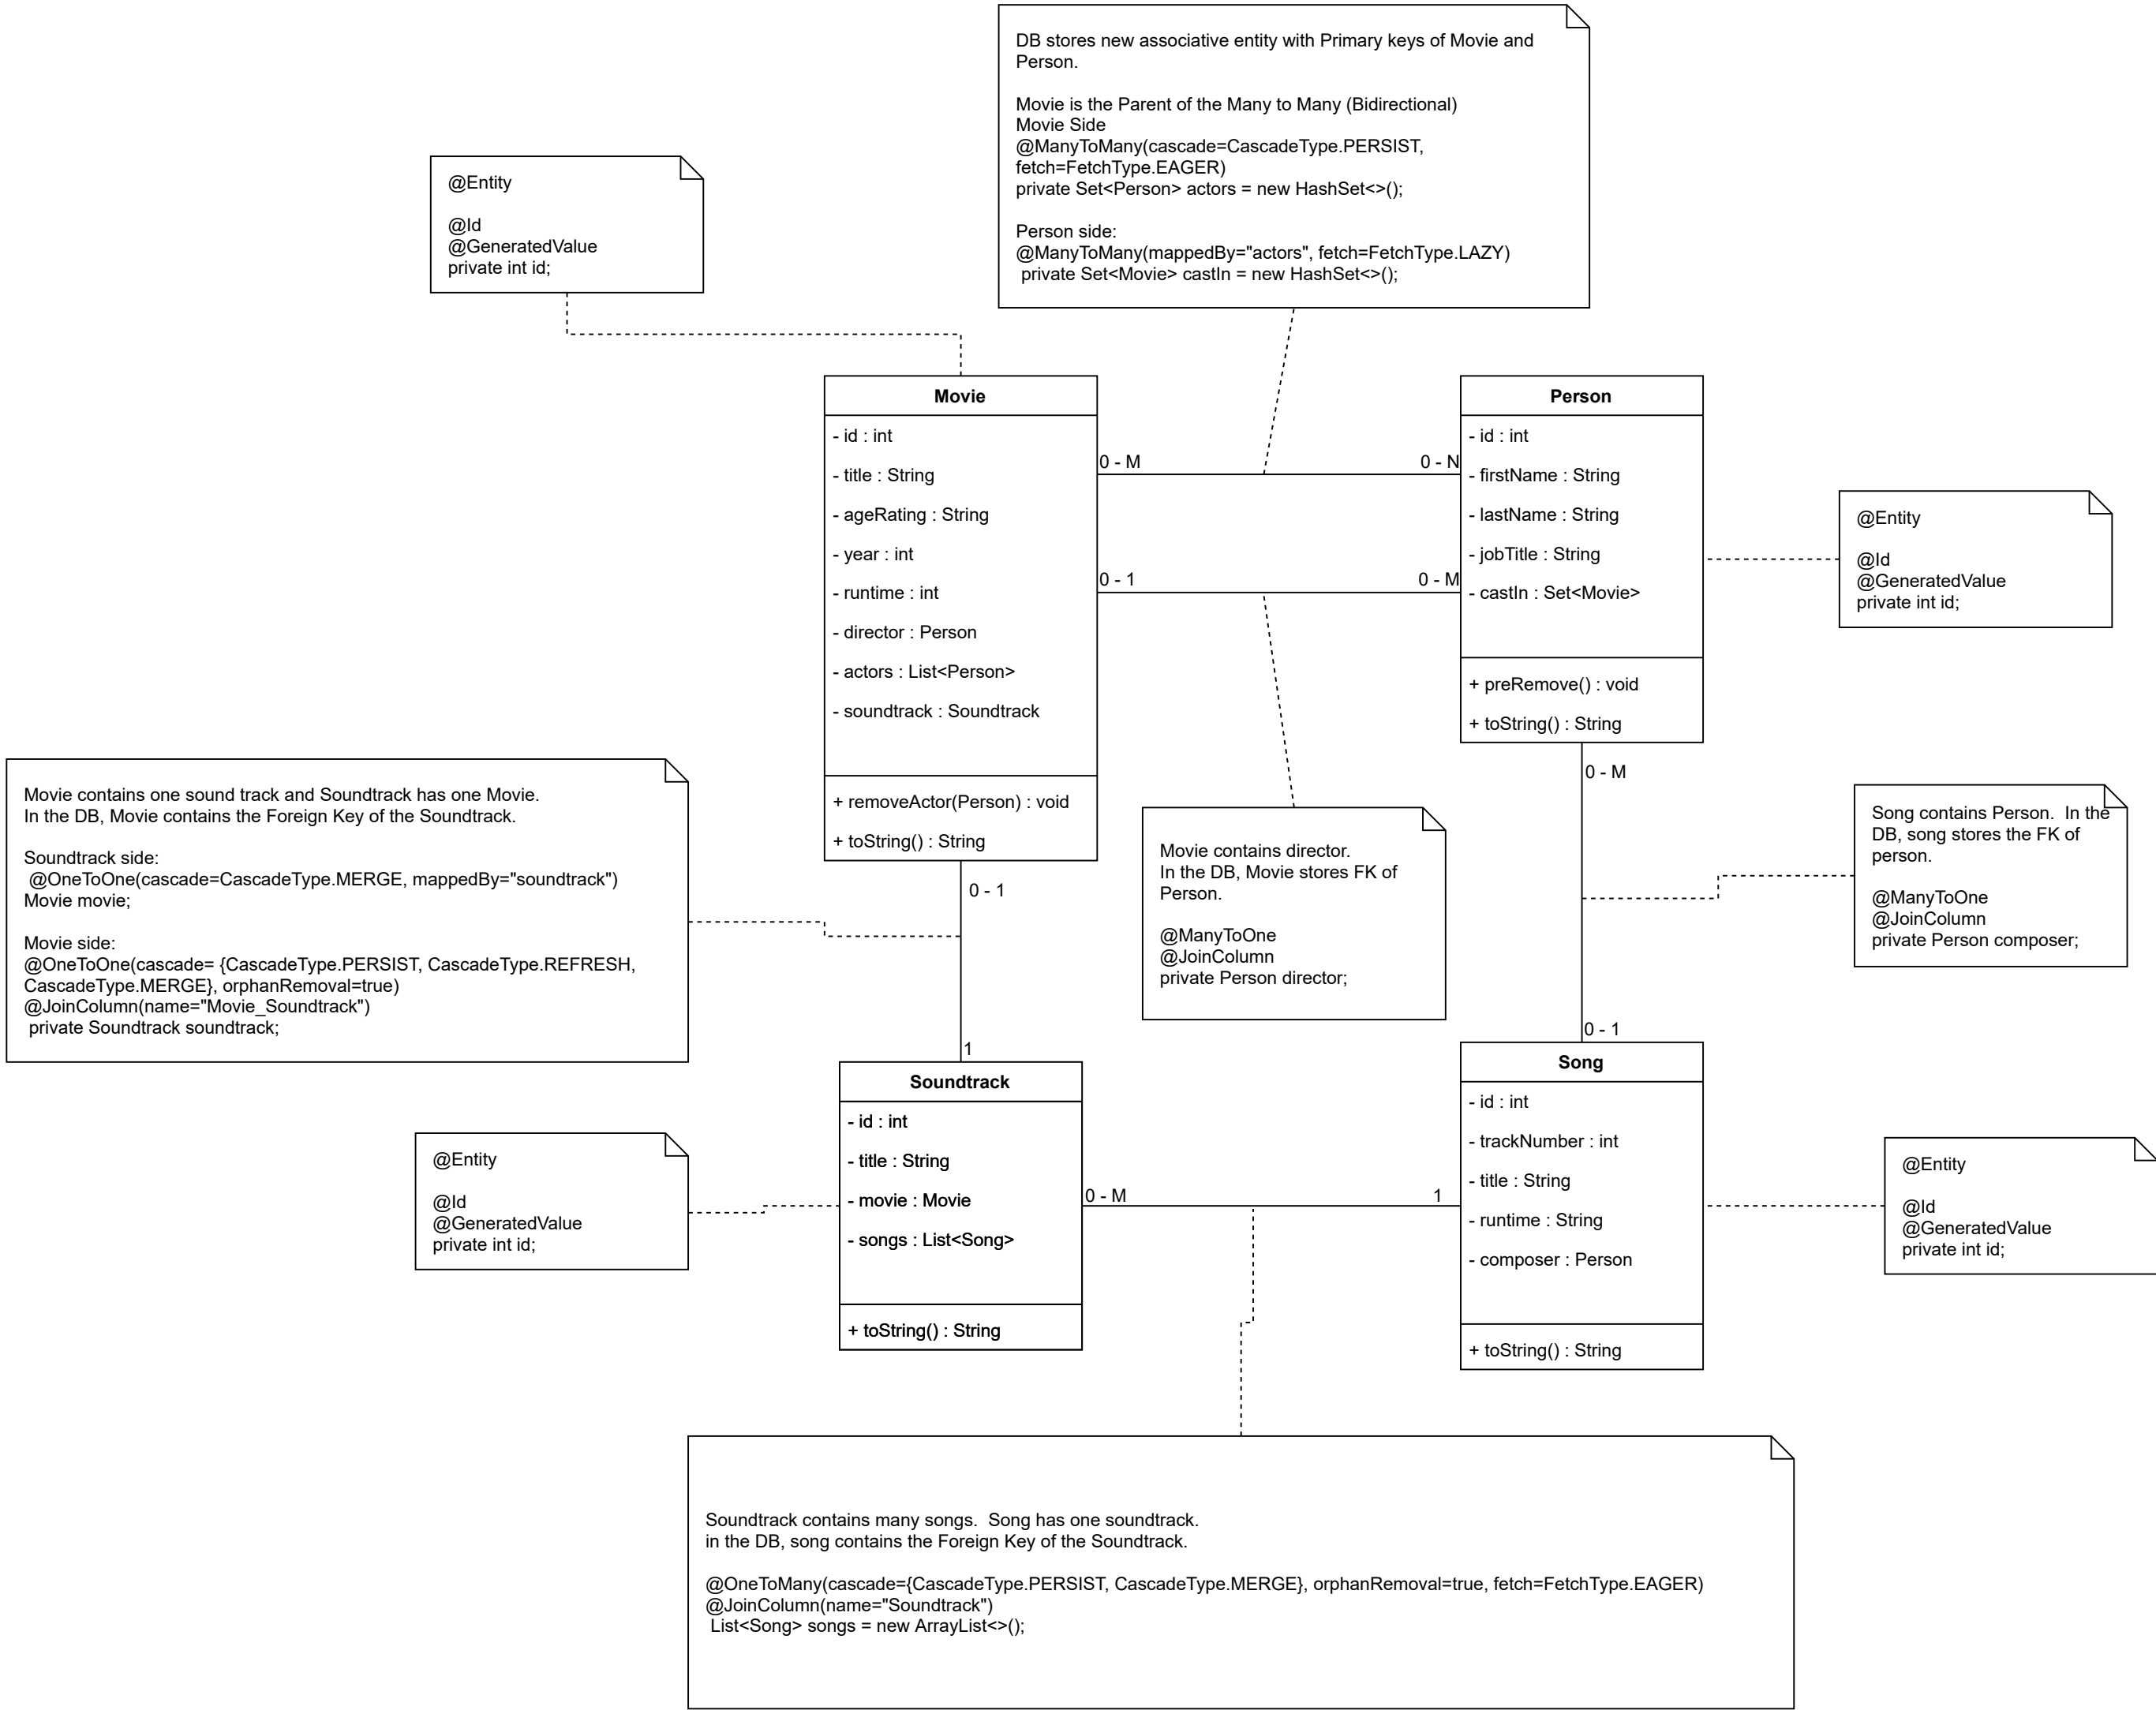 DB stores new associative entity with Primary keys of Movie and
Person.
Movie is the Parent of the Many to Many (Bidirectional)
Movie Side
@ManyToMany(cascade=CascadeType.PERSIST,
fetch=FetchType.EAGER)
private Set<Person> actors = new HashSet<>();
Person side:
@ManyToMany(mappedBy="actors", fetch=FetchType.LAZY)
private Set<Movie> castIn = new HashSet<>();
@Entity
@Id
@GeneratedValue
private int id;
Movie
- id : int
- title : String
- ageRating : String
- year : int
- runtime : int
- director : Person
- actors : List<Person>
- soundtrack : Soundtrack
+ removeActor(Person) : void
+ toString() : String
0 - M
0 - N
0 - 1
0 - M
Person
- id : int
- firstName : String
- lastName : String
- jobTitle : String
- castIn : Set<Movie>
+ preRemove() : void
+ toString() : String
@Entity
@Id
@GeneratedValue
private int id;
Movie contains one sound track and Soundtrack has one Movie.
In the DB, Movie contains the Foreign Key of the Soundtrack.
Soundtrack side:
@OneToOne(cascade=CascadeType.MERGE, mappedBy="soundtrack")
Movie movie;
Movie side:
@OneToOne(cascade= {CascadeType.PERSIST, CascadeType.REFRESH,
CascadeType.MERGE}, orphanRemoval=true)
@JoinColumn(name="Movie_Soundtrack")
private Soundtrack soundtrack;
0 - 1
1
Movie contains director.
In the DB, Movie stores FK of
Person.
@ManyToOne
@JoinColumn
private Person director;
0 - M
0 - 1
Song contains Person.  In the
DB, song stores the FK of
person.
@ManyToOne
@JoinColumn
private Person composer;
@Entity
@Id
@GeneratedValue
private int id;
Soundtrack
- id : int
- title : String
- movie : Movie
- songs : List<Song>
+ toString() : String
0 - M
1
Song
- id : int
- trackNumber : int
- title : String
- runtime : String
- composer : Person
+ toString() : String
@Entity
@Id
@GeneratedValue
private int id;
Soundtrack contains many songs.  Song has one soundtrack.
in the DB, song contains the Foreign Key of the Soundtrack.
@OneToMany(cascade={CascadeType.PERSIST, CascadeType.MERGE}, orphanRemoval=true, fetch=FetchType.EAGER)
@JoinColumn(name="Soundtrack")
List<Song> songs = new ArrayList<>();